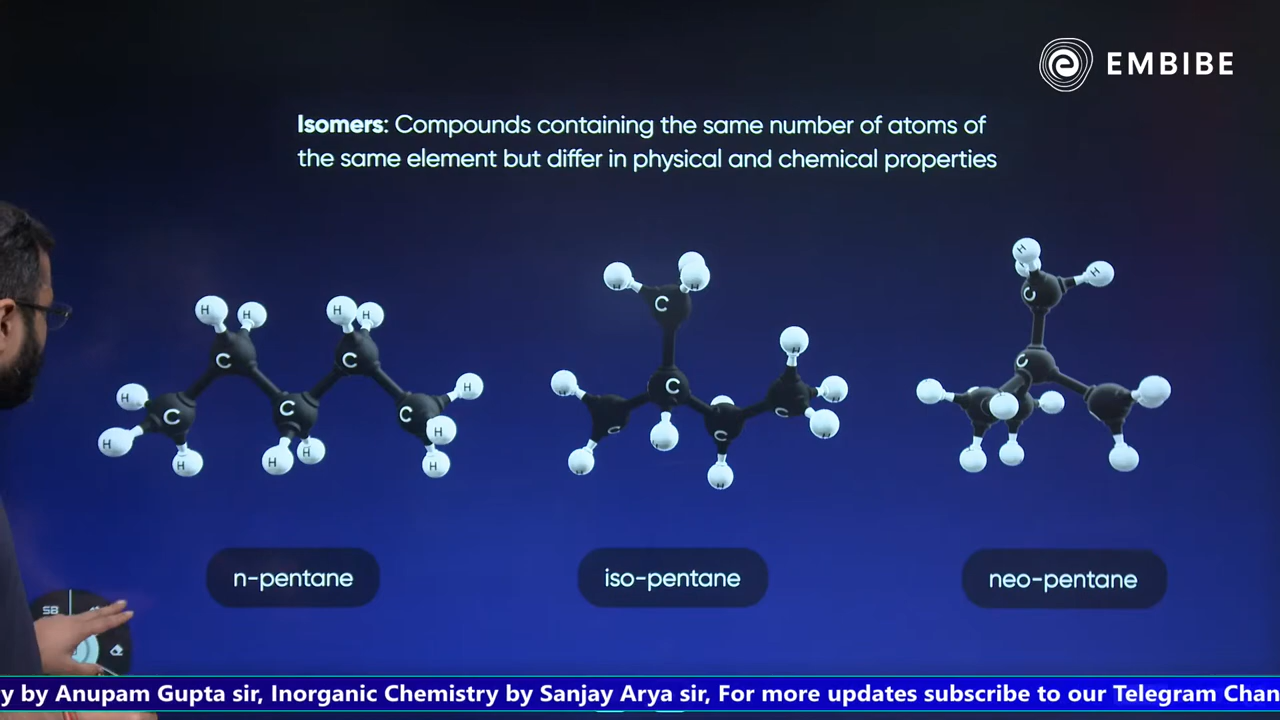 EMBIBE
Isomers: Compounds containing the same number of atoms of
the same element but differ in physical and chemical properties
H H H H
C C
H H
C C C
H H
H H H H H
H H
C
H
C
H H
C C C
H H
H
H H
C
C
n-pentane
iso-pentane
neo-pentane
SB
y by Anupam Gupta sir, Inorganic Chemistry by Sanjay Arya sir, For more updates subscribe to our Telegram Chan